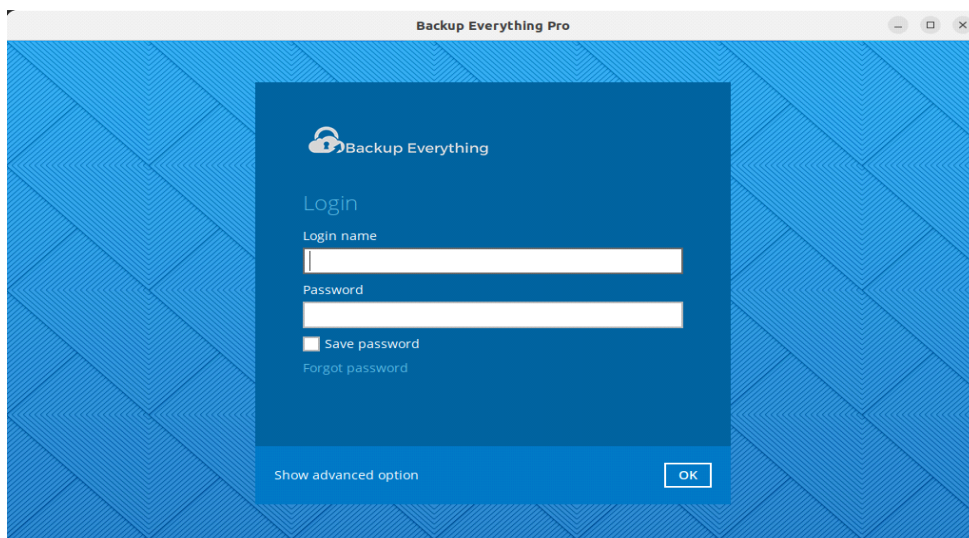 Backup Everything Pro
Backup Everything
Login
Login name
Password
Save password
Forgot password
Show advanced option
OK